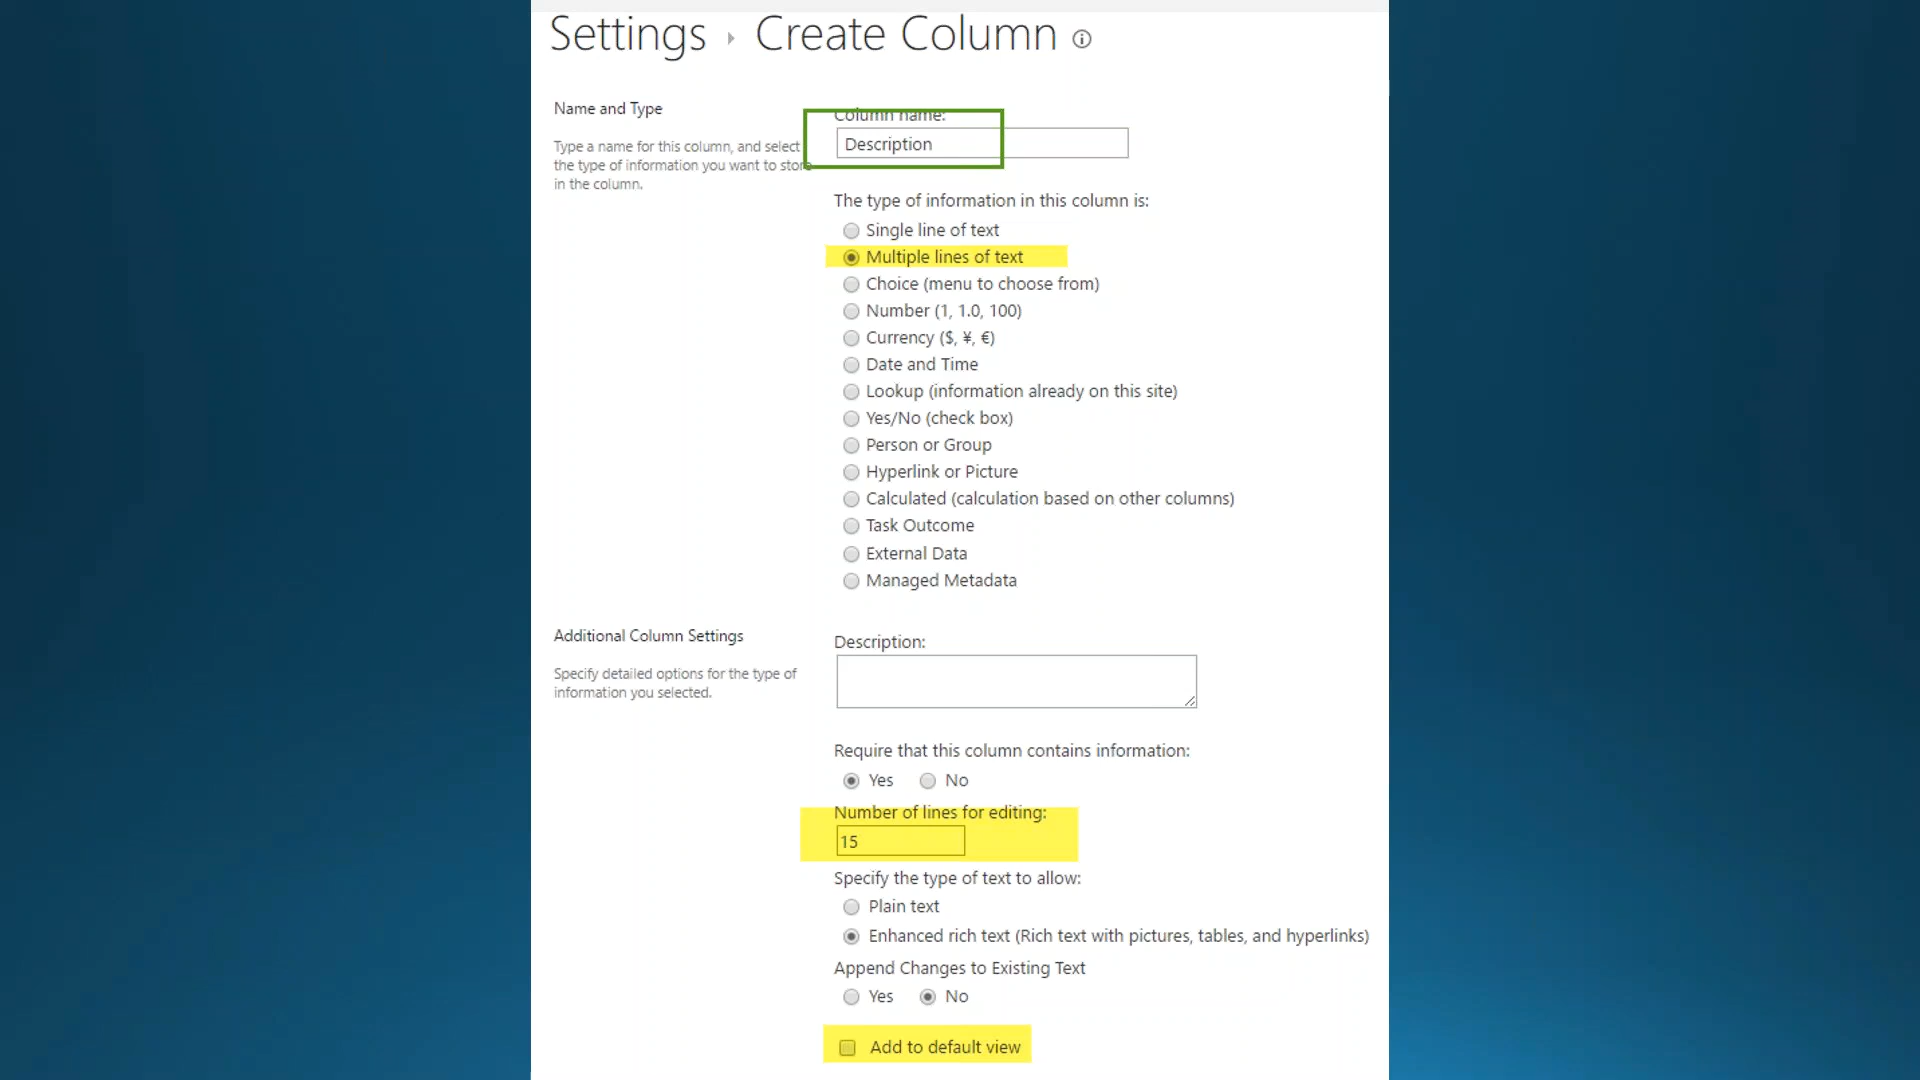 Settings ▸ Create Column
Name and Type
Type a name for this column, and select
the type of information you want to store
in the column.
Column name:
Description
The type of information in this column is:
Single line of text
Multiple lines of text
Choice (menu to choose from)
Number (1, 1.0, 100)
Currency ($, ¥, €)
Date and Time
Lookup (information already on this site)
Yes/No (check box)
Person or Group
Hyperlink or Picture
Calculated (calculation based on other columns)
Task Outcome
External Data
Managed Metadata
Additional Column Settings
Specify detailed options for the type of
information you selected.
Description:
Require that this column contains information:
Yes No
Number of lines for editing:
15
Specify the type of text to allow:
Plain text
Enhanced rich text (Rich text with pictures, tables, and hyperlinks)
Append Changes to Existing Text
Yes No
Add to default view